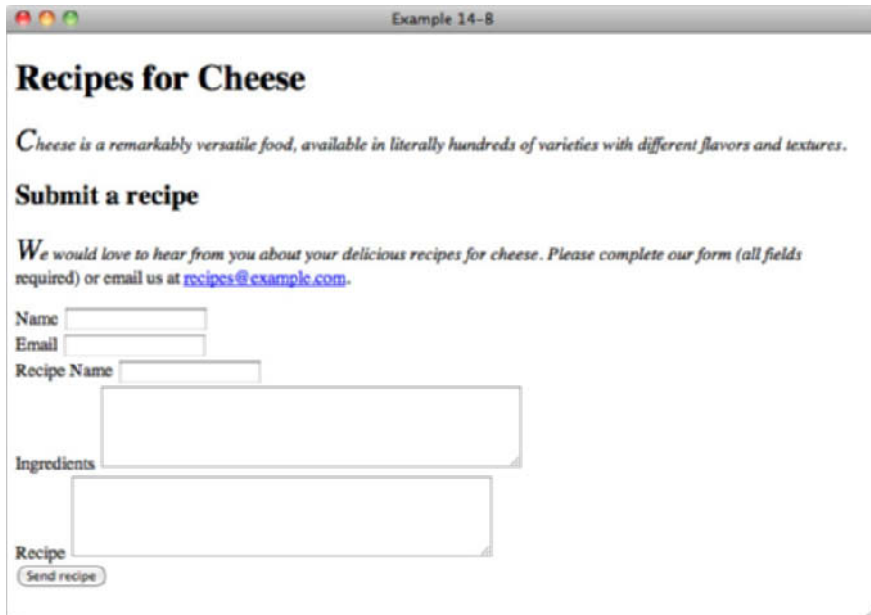 Example 14-8
Recipes for Cheese
Cheese is a remarkably versatile food, available in literally hundreds of varieties with different flavors and textures.
Submit a recipe
We would love to hear from you about your delicious recipes for cheese. Please complete our form (all fields
required) or email us at recipes@example.com.
Name
Email
Recipe Name
Ingredients
Recipe
Send recipe